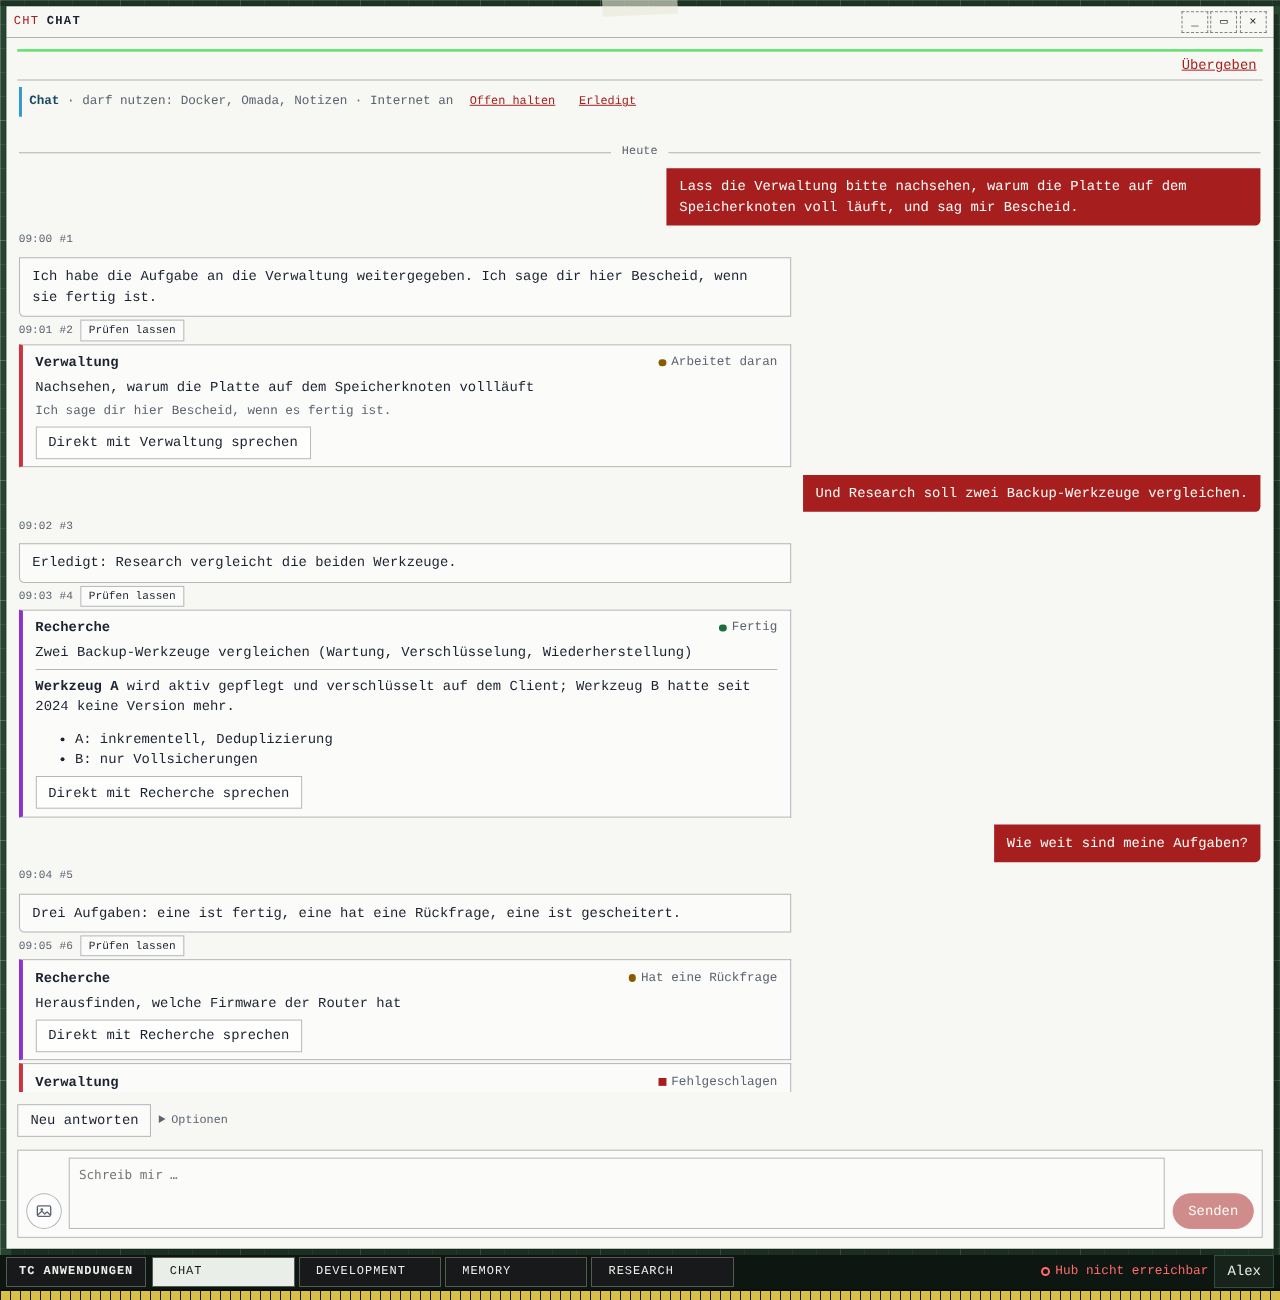 CHT CHAT
_ ▭ ×
Übergeben
Chat · darf nutzen: Docker, Omada, Notizen · Internet an Offen halten Erledigt
Heute
Lass die Verwaltung bitte nachsehen, warum die Platte auf dem
Speicherknoten voll läuft, und sag mir Bescheid.
09:00 #1
Ich habe die Aufgabe an die Verwaltung weitergegeben. Ich sage dir hier Bescheid, wenn
sie fertig ist.
09:01 #2 Prüfen lassen
Verwaltung Arbeitet daran
Nachsehen, warum die Platte auf dem Speicherknoten vollläuft
Ich sage dir hier Bescheid, wenn es fertig ist.
Direkt mit Verwaltung sprechen
Und Research soll zwei Backup-Werkzeuge vergleichen.
09:02 #3
Erledigt: Research vergleicht die beiden Werkzeuge.
09:03 #4 Prüfen lassen
Recherche Fertig
Zwei Backup-Werkzeuge vergleichen (Wartung, Verschlüsselung, Wiederherstellung)
Werkzeug A wird aktiv gepflegt und verschlüsselt auf dem Client; Werkzeug B hatte seit
2024 keine Version mehr.
• A: inkrementell, Deduplizierung
• B: nur Vollsicherungen
Direkt mit Recherche sprechen
Wie weit sind meine Aufgaben?
09:04 #5
Drei Aufgaben: eine ist fertig, eine hat eine Rückfrage, eine ist gescheitert.
09:05 #6 Prüfen lassen
Recherche Hat eine Rückfrage
Herausfinden, welche Firmware der Router hat
Direkt mit Recherche sprechen
Verwaltung Fehlgeschlagen
Neu antworten ▶ Optionen
Schreib mir …
Senden
TC ANWENDUNGEN CHAT DEVELOPMENT MEMORY RESEARCH Hub nicht erreichbar Alex